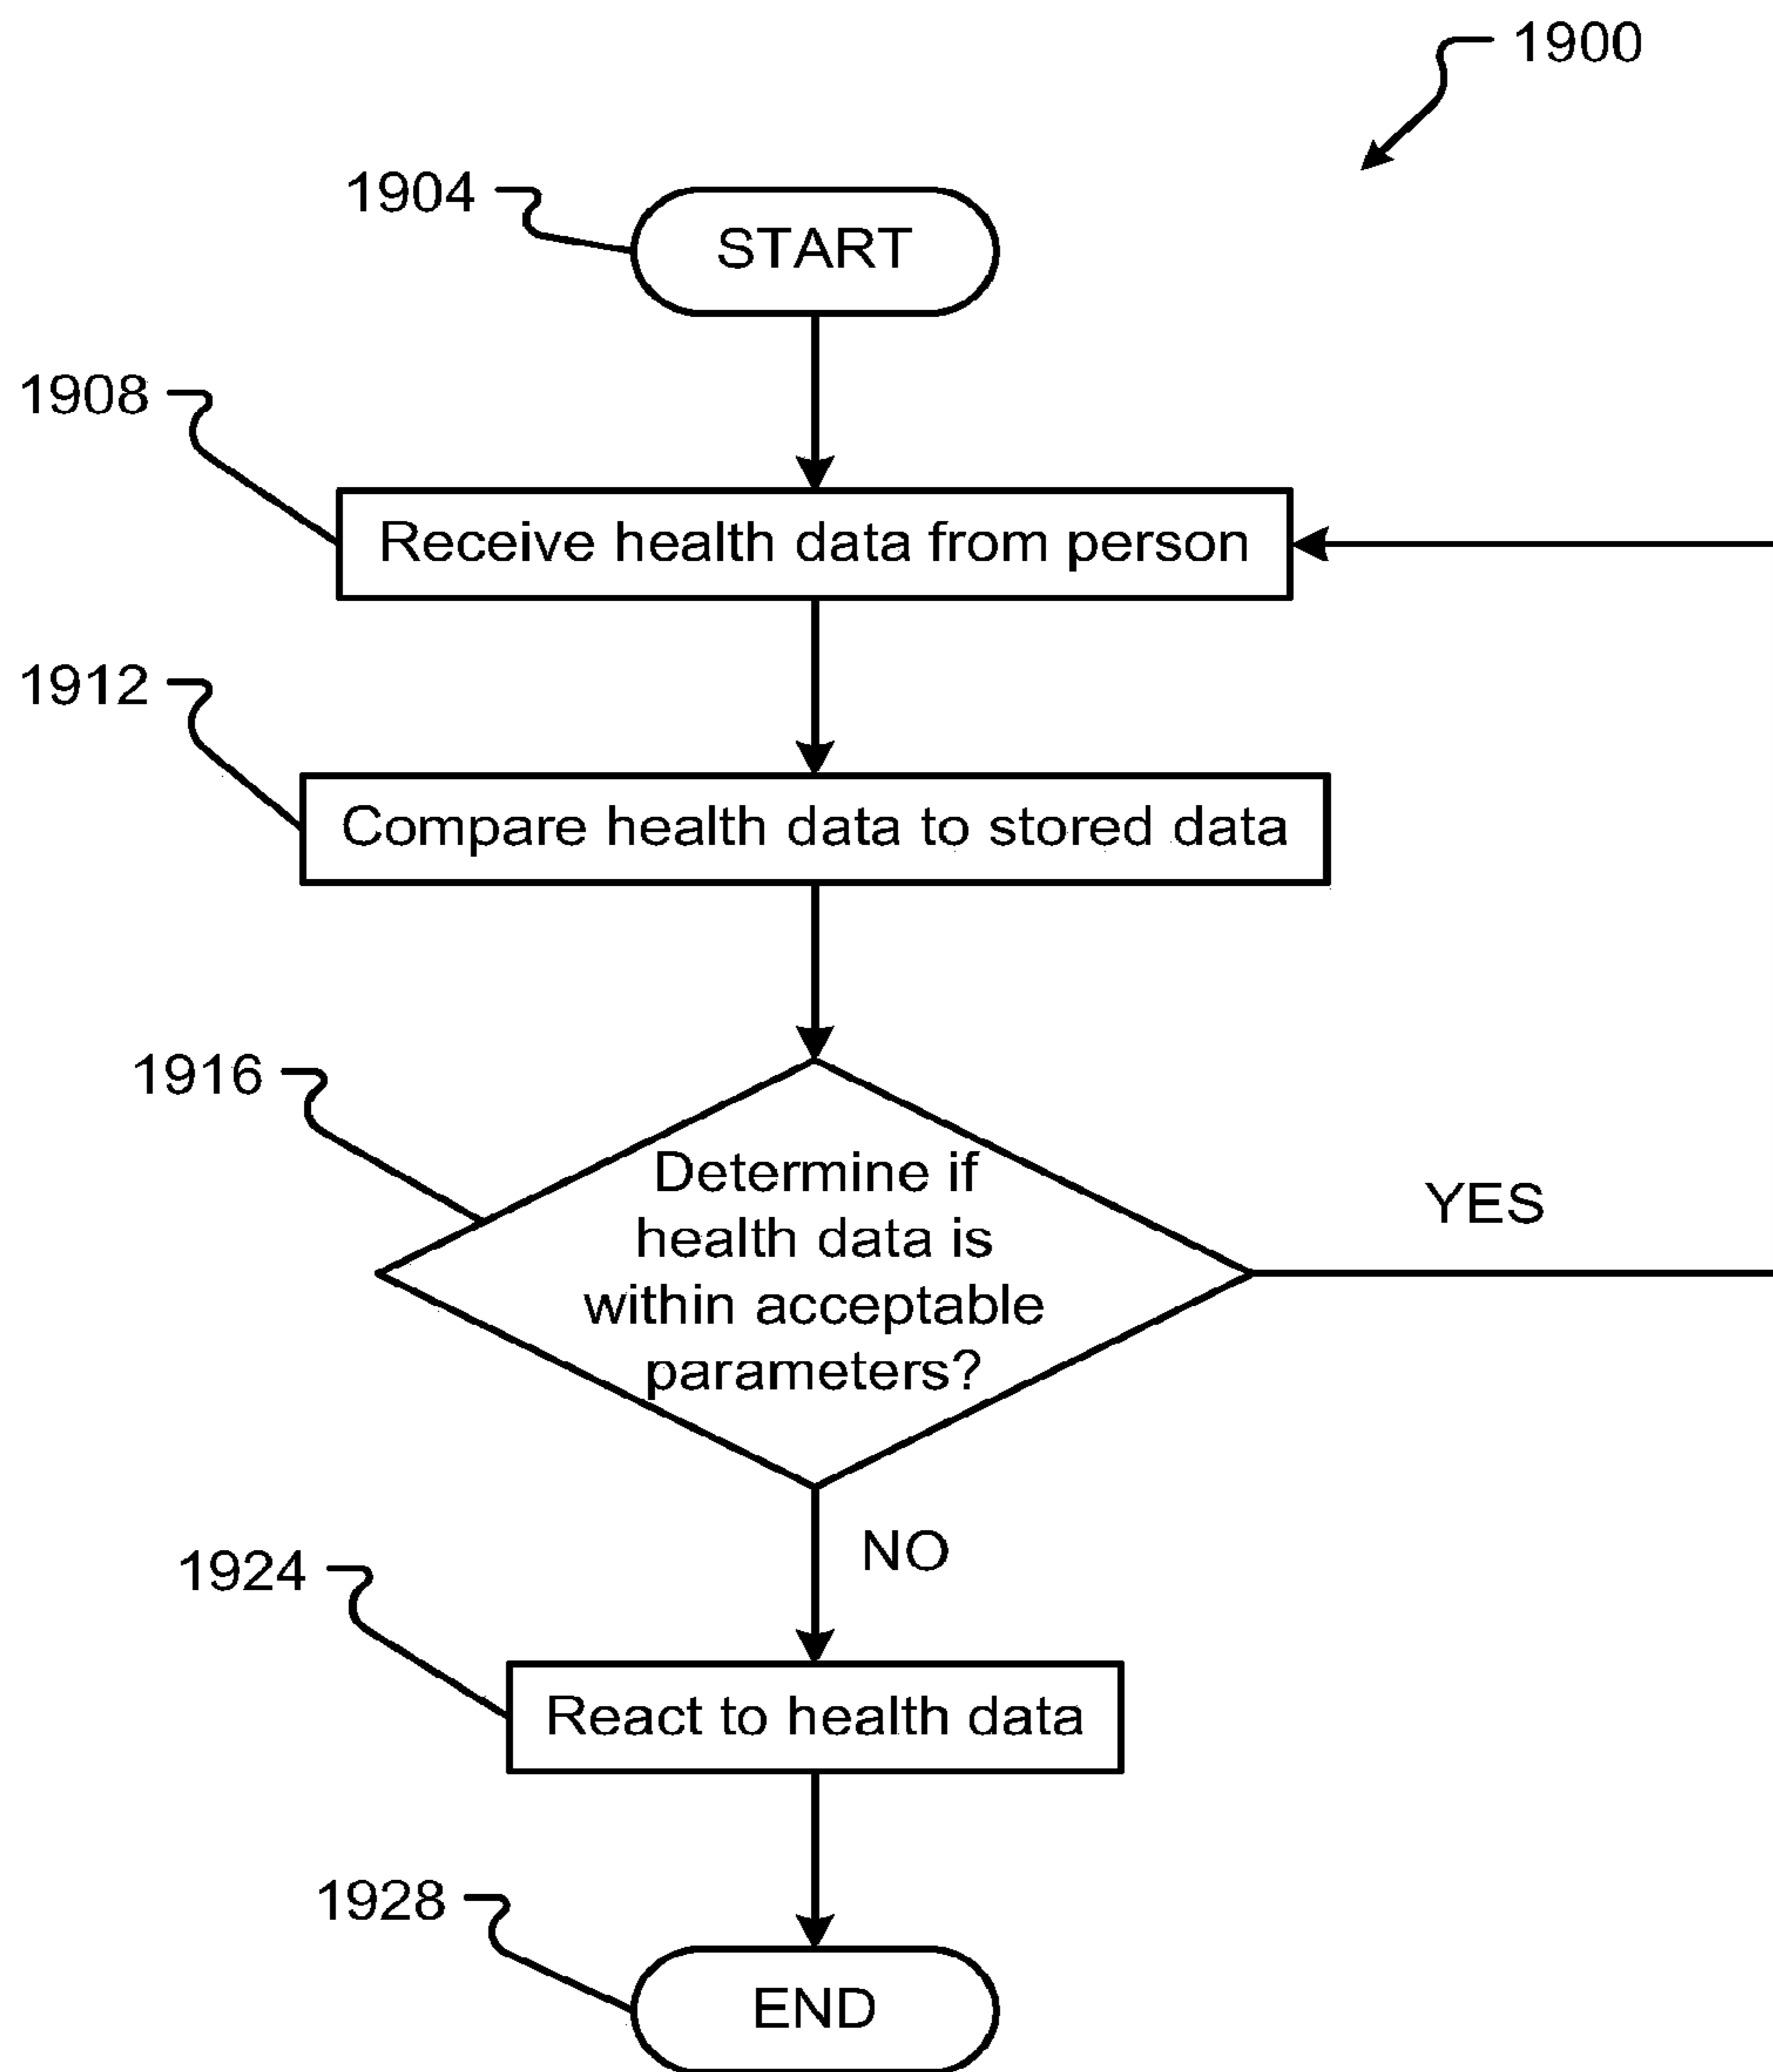 1900
1904
START
1908
Receive health data from person
1912
Compare health data to stored data
1916
Determine if
health data is
within acceptable
parameters?
YES
NO
1924
React to health data
1928
END